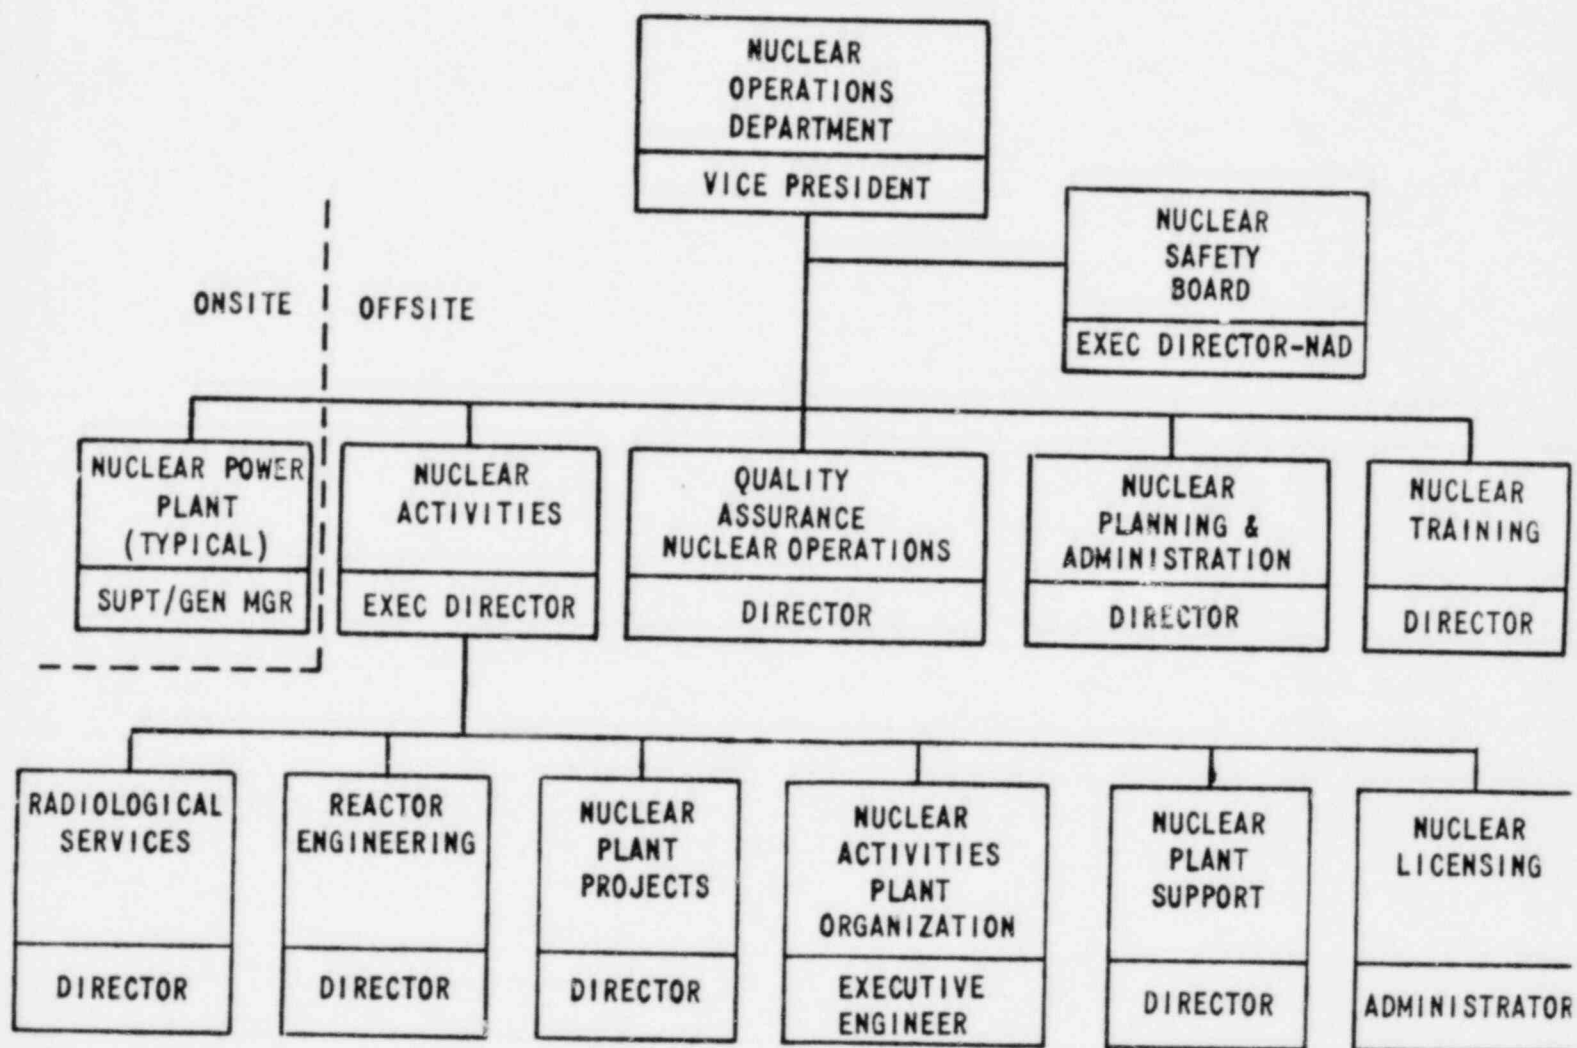 NUCLEAR
OPERATIONS
DEPARTMENT
VICE PRESIDENT
NUCLEAR
SAFETY
BOARD
EXEC DIRECTOR-NAD
ONSITE
OFFSITE
NUCLEAR POWER
PLANT
(TYPICAL)
SUPT/GEN MGR
NUCLEAR
ACTIVITIES
EXEC DIRECTOR
QUALITY
ASSURANCE
NUCLEAR OPERATIONS
DIRECTOR
NUCLEAR
PLANNING &
ADMINISTRATION
DIRECTOR
NUCLEAR
TRAINING
DIRECTOR
RADIOLOGICAL
SERVICES
DIRECTOR
REACTOR
ENGINEERING
DIRECTOR
NUCLEAR
PLANT
PROJECTS
DIRECTOR
NUCLEAR
ACTIVITIES
PLANT
ORGANIZATION
EXECUTIVE
ENGINEER
NUCLEAR
PLANT
SUPPORT
DIRECTOR
NUCLEAR
LICENSING
ADMINISTRATOR